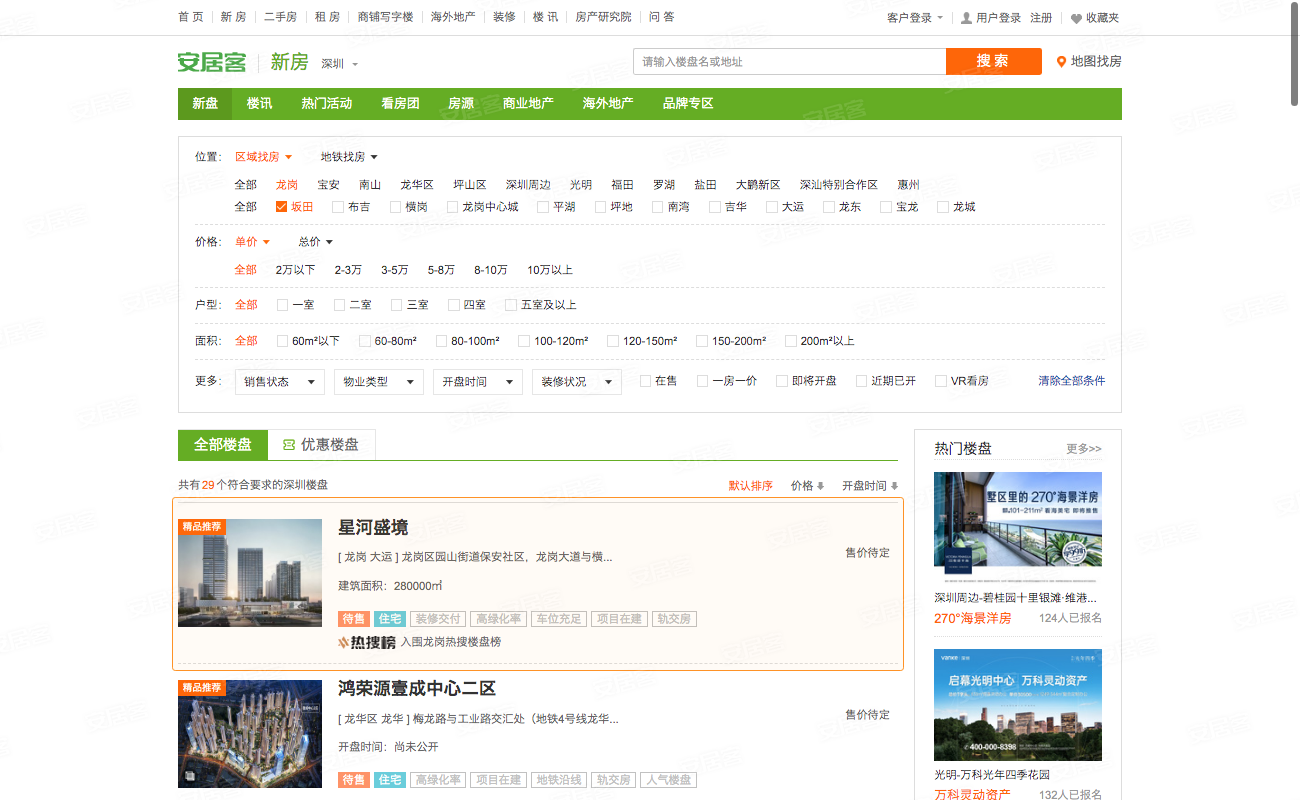 首 页 新 房 二手房 租 房 商铺写字楼 海外地产 装修 楼 讯 房产研究院 问 答 客户登录 用户登录 注册 收藏夹
安居客 新房 深圳 请输入楼盘名或地址 搜 索 地图找房
新盘 楼讯 热门活动 看房团 房源 商业地产 海外地产 品牌专区
位置： 区域找房 地铁找房
全部 龙岗 宝安 南山 龙华区 坪山区 深圳周边 光明 福田 罗湖 盐田 大鹏新区 深汕特别合作区 惠州
全部 坂田 布吉 横岗 龙岗中心城 平湖 坪地 南湾 吉华 大运 龙东 宝龙 龙城
价格： 单价 总价
全部 2万以下 2-3万 3-5万 5-8万 8-10万 10万以上
户型： 全部 一室 二室 三室 四室 五室及以上
面积： 全部 60m²以下 60-80m² 80-100m² 100-120m² 120-150m² 150-200m² 200m²以上
更多： 销售状态 物业类型 开盘时间 装修状况 在售 一房一价 即将开盘 近期已开 VR看房 清除全部条件
全部楼盘 优惠楼盘
共有29个符合要求的深圳楼盘 默认排序 价格 开盘时间
精品推荐
星河盛境
[ 龙岗 大运 ] 龙岗区园山街道保安社区，龙岗大道与横...
售价待定
建筑面积：280000㎡
待售 住宅 装修交付 高绿化率 车位充足 项目在建 轨交房
热搜榜 入围龙岗热搜楼盘榜
精品推荐
鸿荣源壹成中心二区
[ 龙华区 龙华 ] 梅龙路与工业路交汇处（地铁4号线龙华...
售价待定
开盘时间：尚未公开
待售 住宅 高绿化率 项目在建 地铁沿线 轨交房 人气楼盘
热门楼盘 更多>>
墅区里的 270°海景洋房
深圳周边-碧桂园十里银滩·维港...
270°海景洋房 124人已报名
vanke
启幕光明中心 万科灵动资产
400-000-8398
光明-万科光年四季花园
万科灵动资产 132人已报名